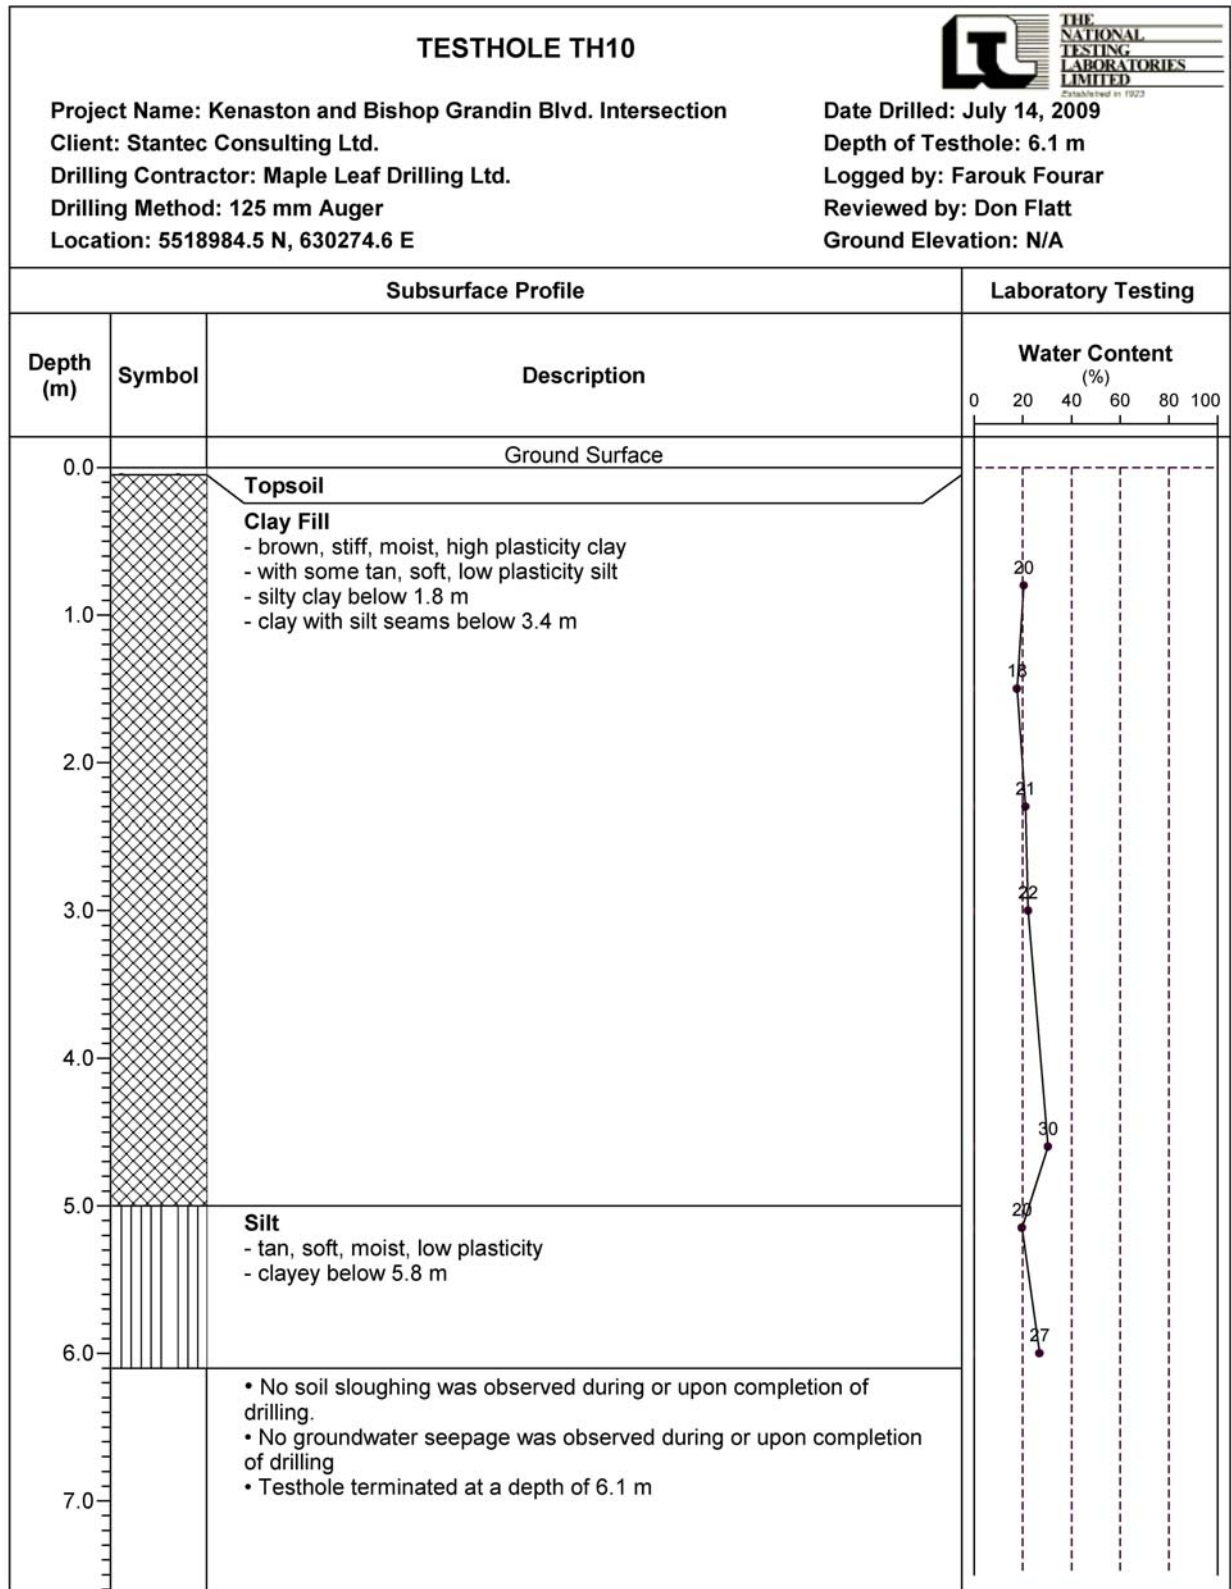 TESTHOLE TH10
THE
NATIONAL
TESTING
LABORATORIES
LIMITED
Established in 1923
Project Name: Kenaston and Bishop Grandin Blvd. Intersection
Client: Stantec Consulting Ltd.
Drilling Contractor: Maple Leaf Drilling Ltd.
Drilling Method: 125 mm Auger
Location: 5518984.5 N, 630274.6 E
Date Drilled: July 14, 2009
Depth of Testhole: 6.1 m
Logged by: Farouk Fourar
Reviewed by: Don Flatt
Ground Elevation: N/A
Subsurface Profile
Laboratory Testing
Depth
(m)
Symbol
Description
Water Content
(%)
0 20 40 60 80 100
Ground Surface
0.0
Topsoil
Clay Fill
- brown, stiff, moist, high plasticity clay
- with some tan, soft, low plasticity silt
- silty clay below 1.8 m
- clay with silt seams below 3.4 m
20
1.0
18
2.0
21
22
3.0
4.0
30
5.0
20
Silt
- tan, soft, moist, low plasticity
- clayey below 5.8 m
27
6.0
• No soil sloughing was observed during or upon completion of
drilling.
• No groundwater seepage was observed during or upon completion
of drilling
• Testhole terminated at a depth of 6.1 m
7.0